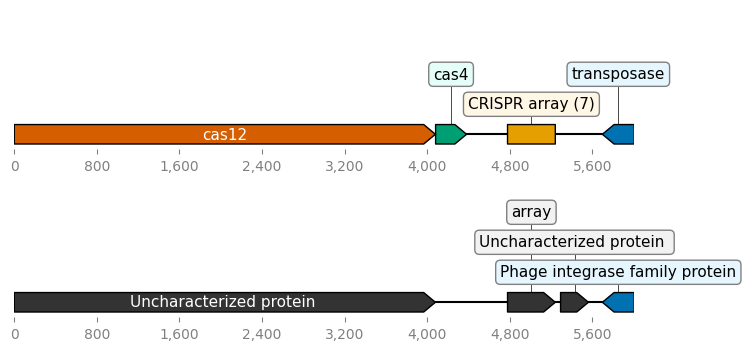 cas4
transposase
CRISPR array (7)
cas12
0 800 1,600 2,400 3,200 4,000 4,800 5,600
array
Uncharacterized protein
Phage integrase family protein
Uncharacterized protein
0 800 1,600 2,400 3,200 4,000 4,800 5,600